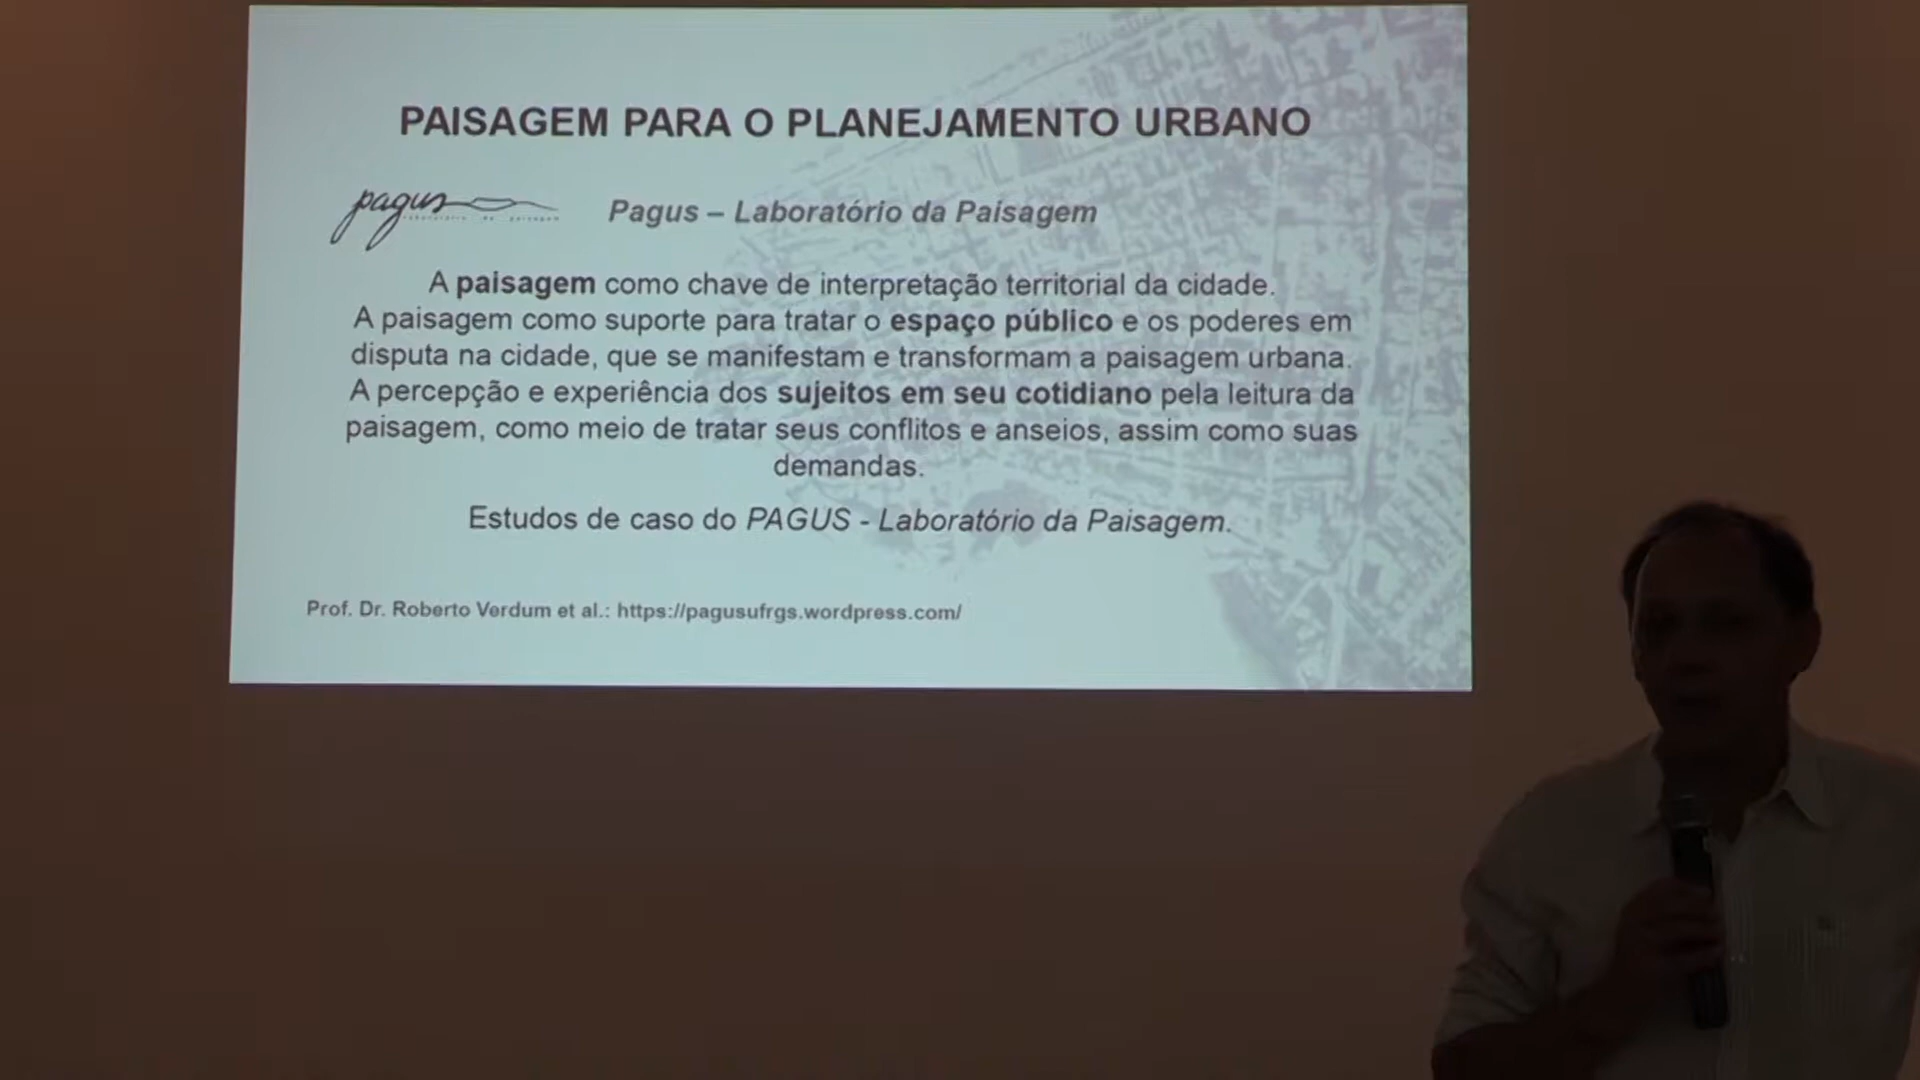 PAISAGEM PARA O PLANEJAMENTO URBANO
pagus
Pagus – Laboratório da Paisagem
A paisagem como chave de interpretação territorial da cidade.
A paisagem como suporte para tratar o espaço público e os poderes em
disputa na cidade, que se manifestam e transformam a paisagem urbana.
A percepção e experiência dos sujeitos em seu cotidiano pela leitura da
paisagem, como meio de tratar seus conflitos e anseios, assim como suas
demandas.
Estudos de caso do PAGUS - Laboratório da Paisagem.
Prof. Dr. Roberto Verdum et al.: https://pagusufrgs.wordpress.com/